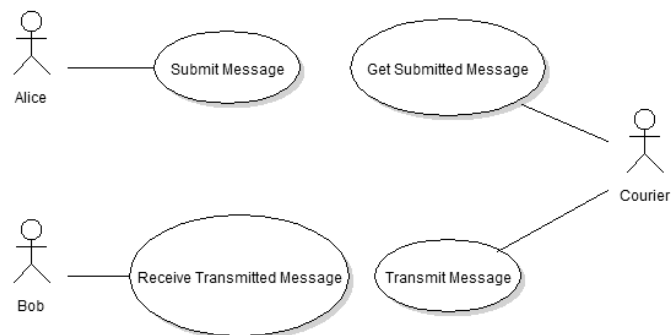 Submit Message
Get Submitted Message
Alice
Courier
Receive Transmitted Message
Transmit Message
Bob